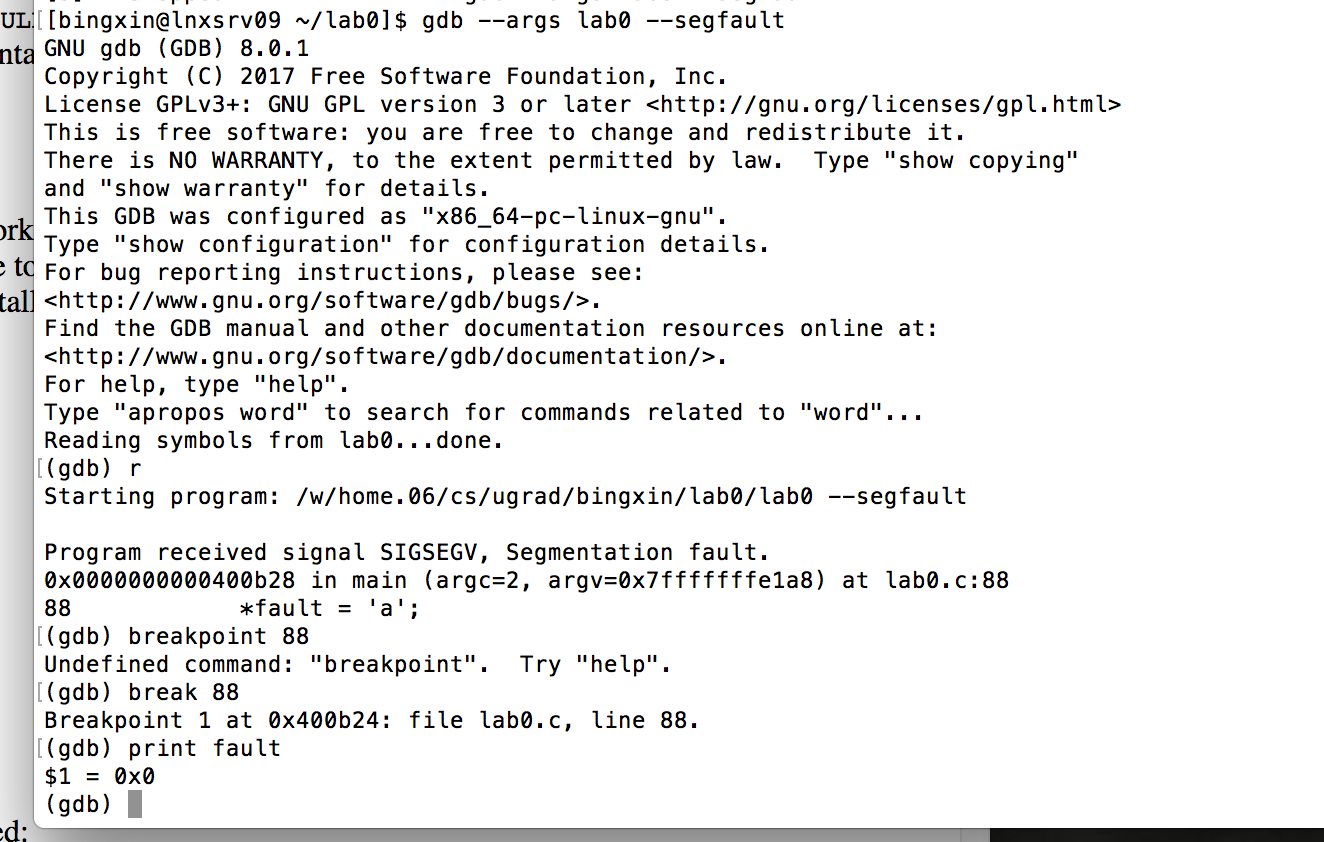 [[bingxin@lnxsrv09 ~/lab0]$ gdb --args lab0 --segfault
GNU gdb (GDB) 8.0.1
Copyright (C) 2017 Free Software Foundation, Inc.
License GPLv3+: GNU GPL version 3 or later <http://gnu.org/licenses/gpl.html>
This is free software: you are free to change and redistribute it.
There is NO WARRANTY, to the extent permitted by law.  Type "show copying"
and "show warranty" for details.
This GDB was configured as "x86_64-pc-linux-gnu".
Type "show configuration" for configuration details.
For bug reporting instructions, please see:
<http://www.gnu.org/software/gdb/bugs/>.
Find the GDB manual and other documentation resources online at:
<http://www.gnu.org/software/gdb/documentation/>.
For help, type "help".
Type "apropos word" to search for commands related to "word"...
Reading symbols from lab0...done.
[(gdb) r
Starting program: /w/home.06/cs/ugrad/bingxin/lab0/lab0 --segfault
Program received signal SIGSEGV, Segmentation fault.
0x0000000000400b28 in main (argc=2, argv=0x7fffffffe1a8) at lab0.c:88
88            *fault = 'a';
[(gdb) breakpoint 88
Undefined command: "breakpoint".  Try "help".
[(gdb) break 88
Breakpoint 1 at 0x400b24: file lab0.c, line 88.
[(gdb) print fault
$1 = 0x0
(gdb)